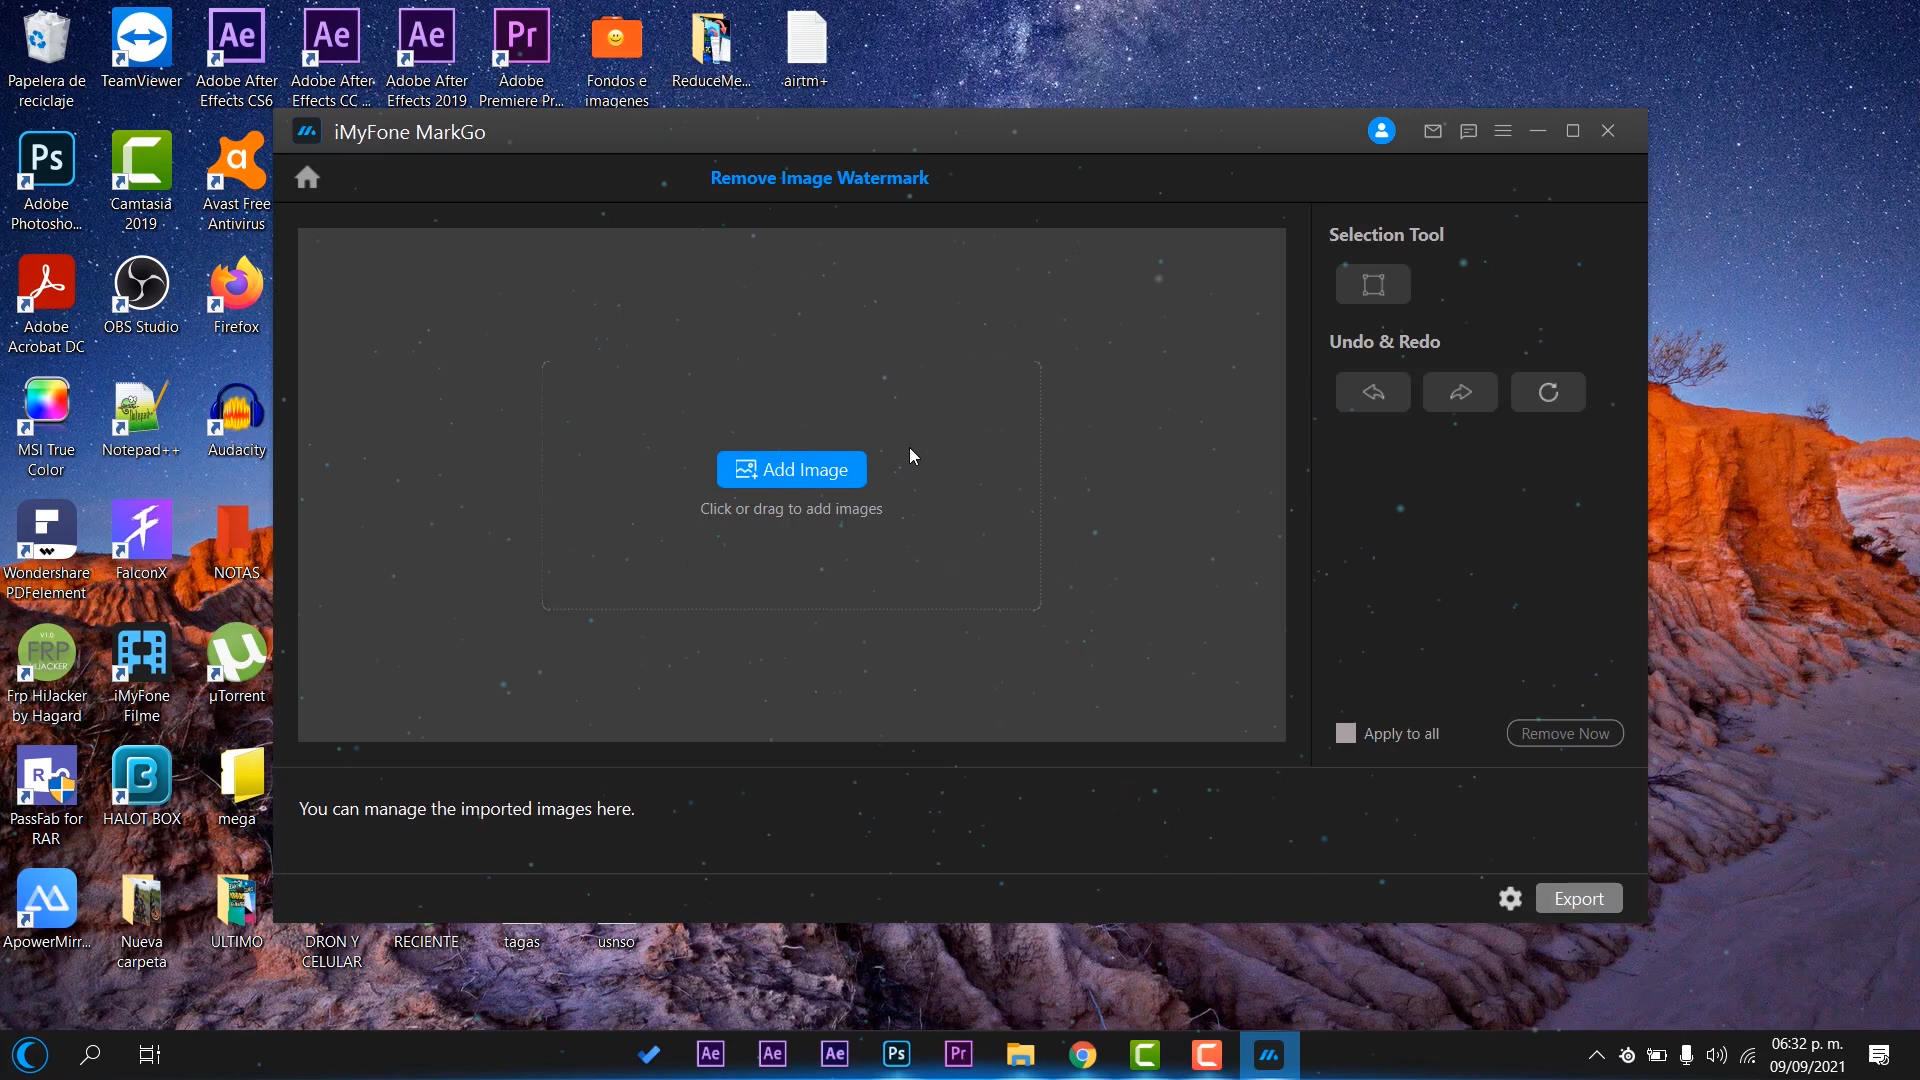 Papelera de
reciclaje
TeamViewer
Adobe After
Effects CS6
Adobe After
Effects CC ...
Adobe After
Effects 2019
Adobe
Premiere Pr...
Fondos e
imagenes
ReduceMe...
airtm+
Adobe
Photosho...
Camtasia
2019
Avast Free
Antivirus
Adobe
Acrobat DC
OBS Studio
Firefox
MSI True
Color
Notepad++
Audacity
Wondershare
PDFelement
FalconX
NOTAS
Frp HiJacker
by Hagard
iMyFone
Filme
µTorrent
PassFab for
RAR
HALOT BOX
mega
ApowerMirr...
Nueva
carpeta
ULTIMO
DRON Y
CELULAR
RECIENTE
tagas
usnso
iMyFone MarkGo
Remove Image Watermark
Selection Tool
Undo & Redo
Add Image
Click or drag to add images
Apply to all
Remove Now
You can manage the imported images here.
Export
06:32 p. m.
09/09/2021